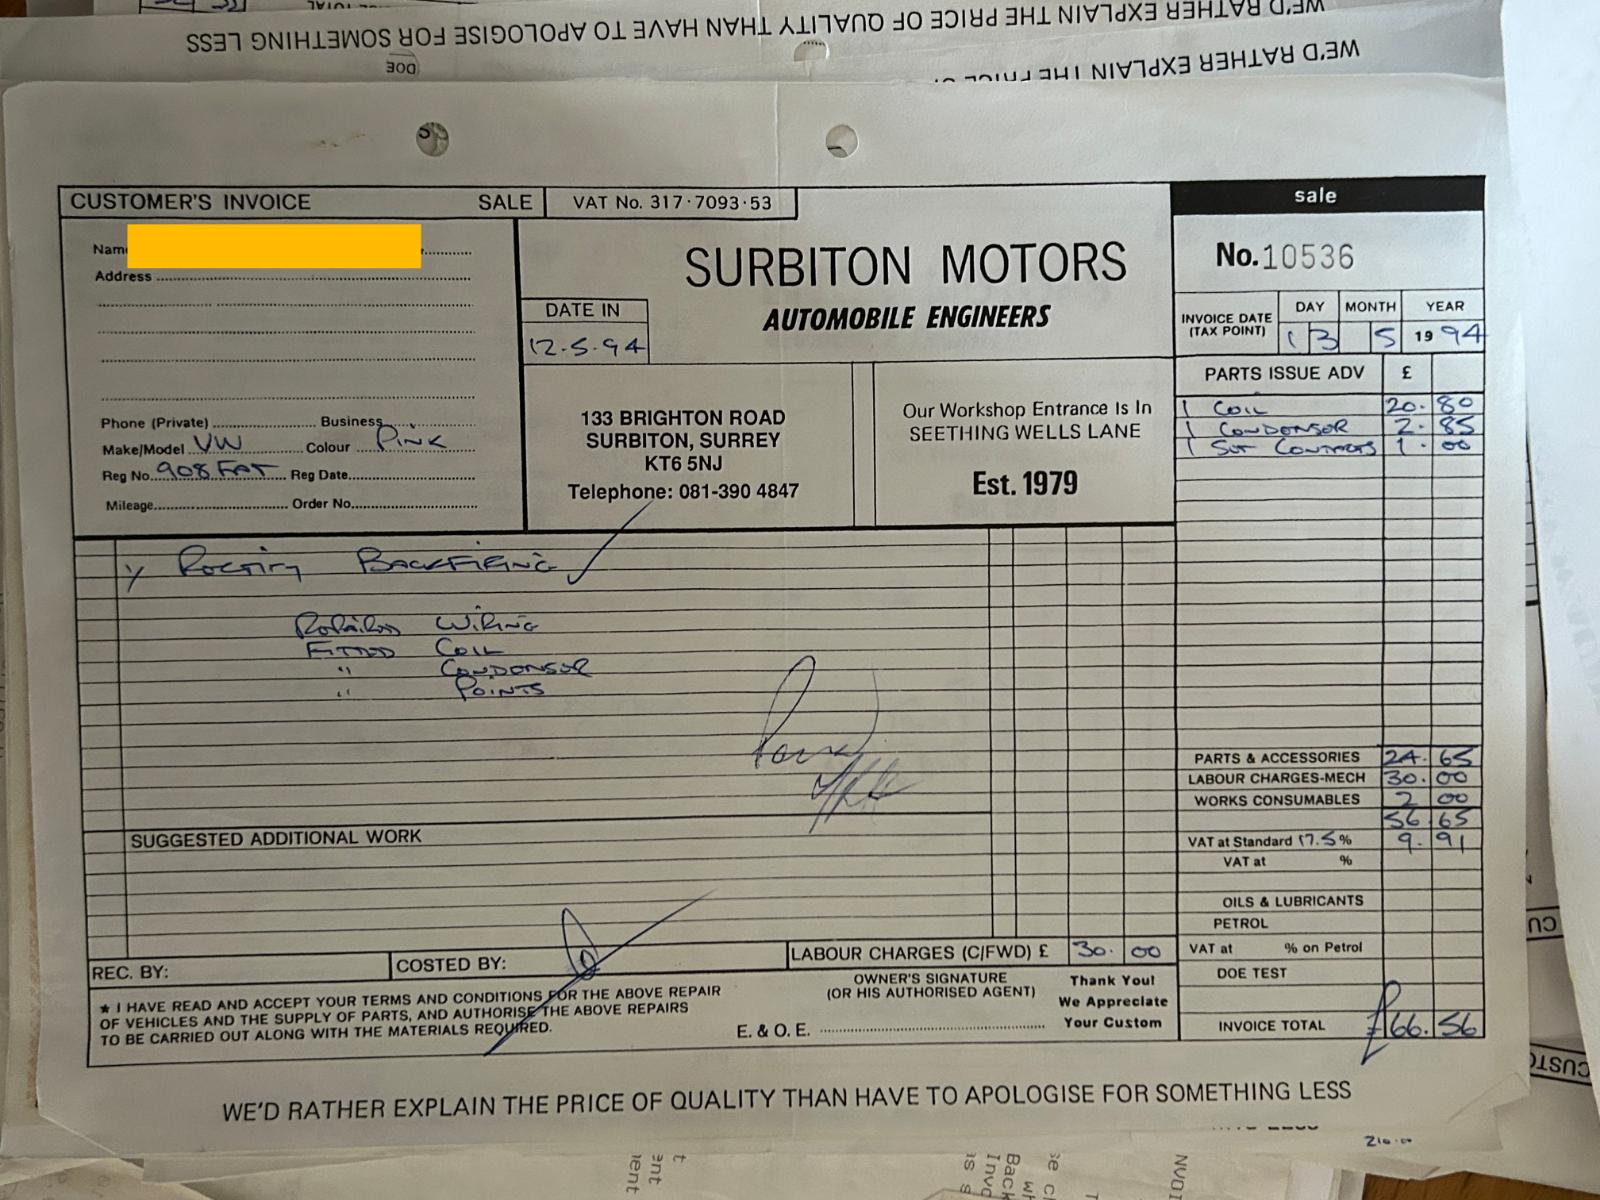 WE'D RATHER EXPLAIN THE PRICE OF QUALITY THAN HAVE TO APOLOGISE FOR SOMETHING LESS
DOE
WE'D RATHER EXPLAIN THE PRICE
CUSTOMER'S INVOICE SALE
VAT No. 317·7093·53
sale
Name
Address
SURBITON MOTORS
AUTOMOBILE ENGINEERS
No. 10536
DATE IN
12.5.94
INVOICE DATE (TAX POINT)
DAY MONTH YEAR
13 5 1994
133 BRIGHTON ROAD
SURBITON, SURREY
KT6 5NJ
Telephone: 081-390 4847
Our Workshop Entrance Is In
SEETHING WELLS LANE
Est. 1979
Phone (Private) Business
Make/Model VW Colour PINK
Reg No. 908 FAT Reg Date
Mileage Order No.
PARTS ISSUE ADV £
1 COIL 20.80
1 CONDENSOR 2.85
1 SET CONTACTS 1.00
1/ RECTIFY BACKFIRING
REPAIRED WIRING
FITTED COIL
" CONDENSOR
" POINTS
PARTS & ACCESSORIES 24.65
LABOUR CHARGES-MECH 30.00
WORKS CONSUMABLES 2 00
56 65
VAT at Standard 17.5% 9.91
VAT at %
OILS & LUBRICANTS
PETROL
VAT at % on Petrol
DOE TEST
INVOICE TOTAL £66.56
SUGGESTED ADDITIONAL WORK
REC. BY:
COSTED BY:
LABOUR CHARGES (C/FWD) £ 30. 00
★ I HAVE READ AND ACCEPT YOUR TERMS AND CONDITIONS FOR THE ABOVE REPAIR
OF VEHICLES AND THE SUPPLY OF PARTS, AND AUTHORISE THE ABOVE REPAIRS
TO BE CARRIED OUT ALONG WITH THE MATERIALS REQUIRED.
OWNER'S SIGNATURE
(OR HIS AUTHORISED AGENT)
E. & O. E.
Thank You!
We Appreciate
Your Custom
WE'D RATHER EXPLAIN THE PRICE OF QUALITY THAN HAVE TO APOLOGISE FOR SOMETHING LESS